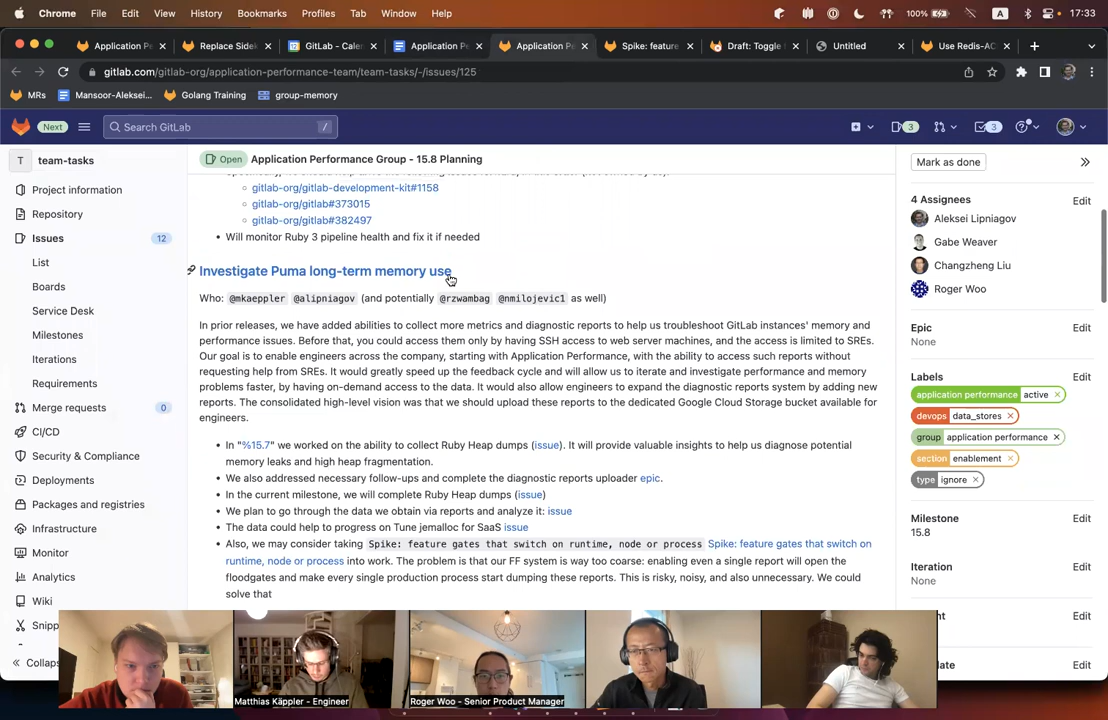 Chrome File Edit View History Bookmarks Profiles Tab Window Help 100% A 17:33
Application Pe Replace Sidek GitLab - Cale Application Pe Application Pe Spike: feature Draft: Toggle Untitled Use Redis-AC
gitlab.com/gitlab-org/application-performance-team/team-tasks/-/issues/125
MRs Mansoor-Aleksei... Golang Training group-memory
Next Search GitLab / 3 3
T team-tasks
Open Application Performance Group - 15.8 Planning
Mark as done
gitlab-org/gitlab-development-kit#1158
gitlab-org/gitlab#373015
gitlab-org/gitlab#382497
• Will monitor Ruby 3 pipeline health and fix it if needed
Investigate Puma long-term memory use
Who: @mkaeppler @alipniagov (and potentially @rzwambag @nmilojevic1 as well)
In prior releases, we have added abilities to collect more metrics and diagnostic reports to help us troubleshoot GitLab instances' memory and
performance issues. Before that, you could access them only by having SSH access to web server machines, and the access is limited to SREs.
Our goal is to enable engineers across the company, starting with Application Performance, with the ability to access such reports without
requesting help from SREs. It would greatly speed up the feedback cycle and will allow us to iterate and investigate performance and memory
problems faster, by having on-demand access to the data. It would also allow engineers to expand the diagnostic reports system by adding new
reports. The consolidated high-level vision was that we should upload these reports to the dedicated Google Cloud Storage bucket available for
engineers.
• In "%15.7" we worked on the ability to collect Ruby Heap dumps (issue). It will provide valuable insights to help us diagnose potential
memory leaks and high heap fragmentation.
• We also addressed necessary follow-ups and complete the diagnostic reports uploader epic.
• In the current milestone, we will complete Ruby Heap dumps (issue)
• We plan to go through the data we obtain via reports and analyze it: issue
• The data could help to progress on Tune jemalloc for SaaS issue
• Also, we may consider taking Spike: feature gates that switch on runtime, node or process Spike: feature gates that switch on
runtime, node or process into work. The problem is that our FF system is way too coarse: enabling even a single report will open the
floodgates and make every single production process start dumping these reports. This is risky, noisy, and also unnecessary. We could
solve that
Project information
Repository
Issues 12
List
Boards
Service Desk
Milestones
Iterations
Requirements
Merge requests 0
CI/CD
Security & Compliance
Deployments
Packages and registries
Infrastructure
Monitor
Analytics
Wiki
Snipp
Collaps
4 Assignees Edit
Aleksei Lipniagov
Gabe Weaver
Changzheng Liu
Roger Woo
Epic Edit
None
Labels Edit
application performance active
devops data_stores
group application performance
section enablement
type ignore
Milestone Edit
15.8
Iteration Edit
None
Edit
Edit
Matthias Käppler - Engineer
Roger Woo - Senior Product Manager